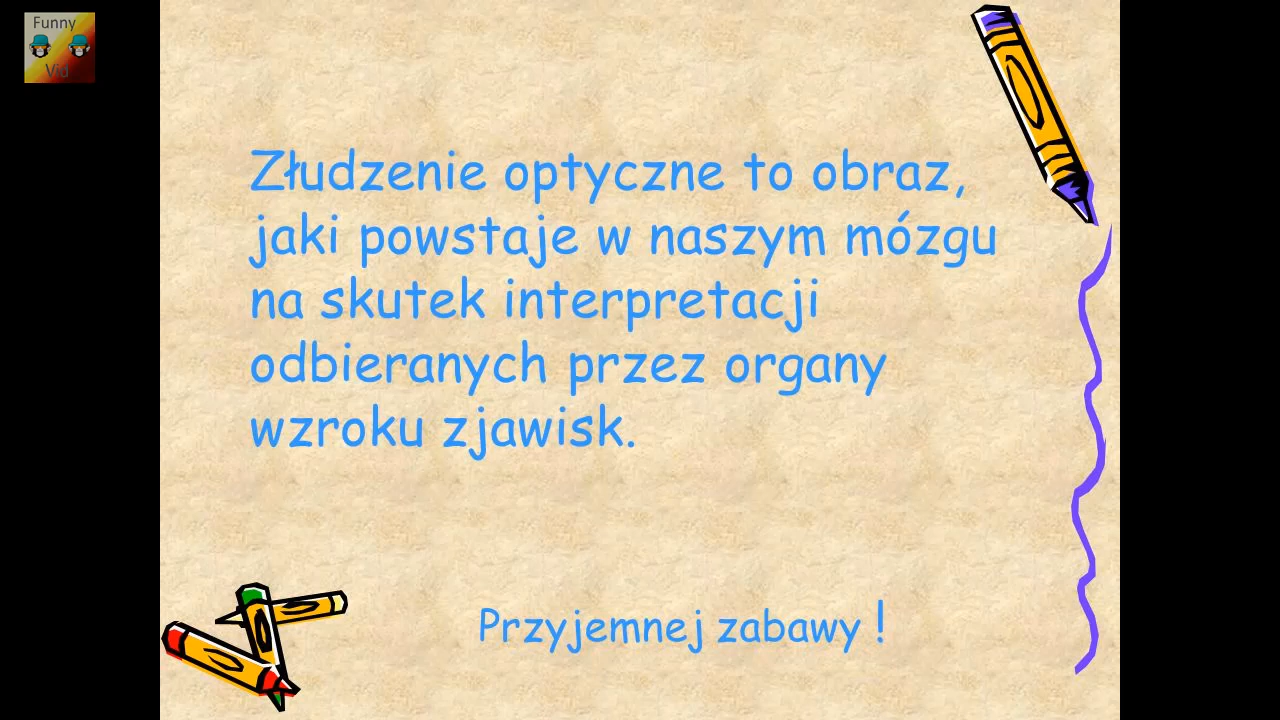 Funny
Vid
Złudzenie optyczne to obraz,
jaki powstaje w naszym mózgu
na skutek interpretacji
odbieranych przez organy
wzroku zjawisk.
Przyjemnej zabawy !